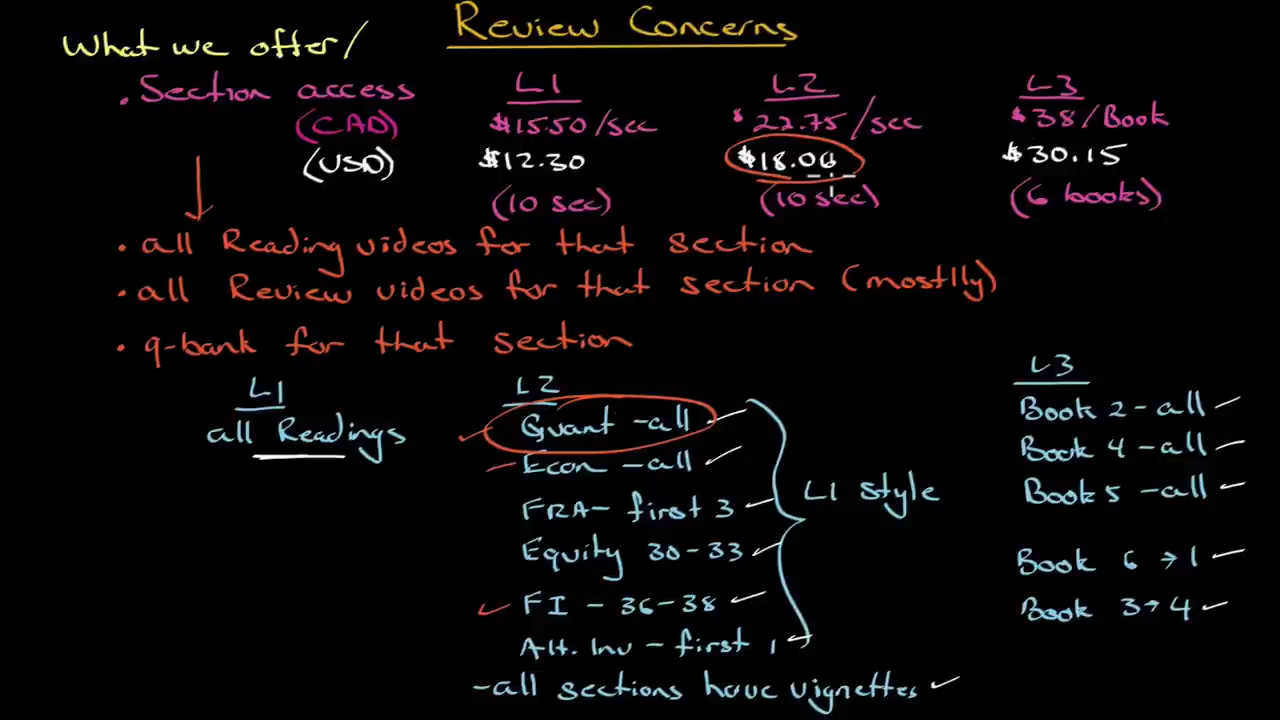 Review Concerns
What we offer/
. Section access L1 L2 L3
(CAD) $15.50/sec $22.75/sec $38/Book
(USD) $12.30 $18.06 $30.15
(10 sec) (10 sec) (6 books)
• all Reading videos for that section
• all Review videos for that section (mostlly)
• q-bank for that section
L1 L2 L3
all Readings Quant -all Book 2 -all
Econ -all Book 4 -all
FRA- first 3 L1 style Book 5 -all
Equity 30-33 Book 6 → 1
FI - 36-38 Book 3 → 4
Alt. Inv - first 1
-all sections have vignettes